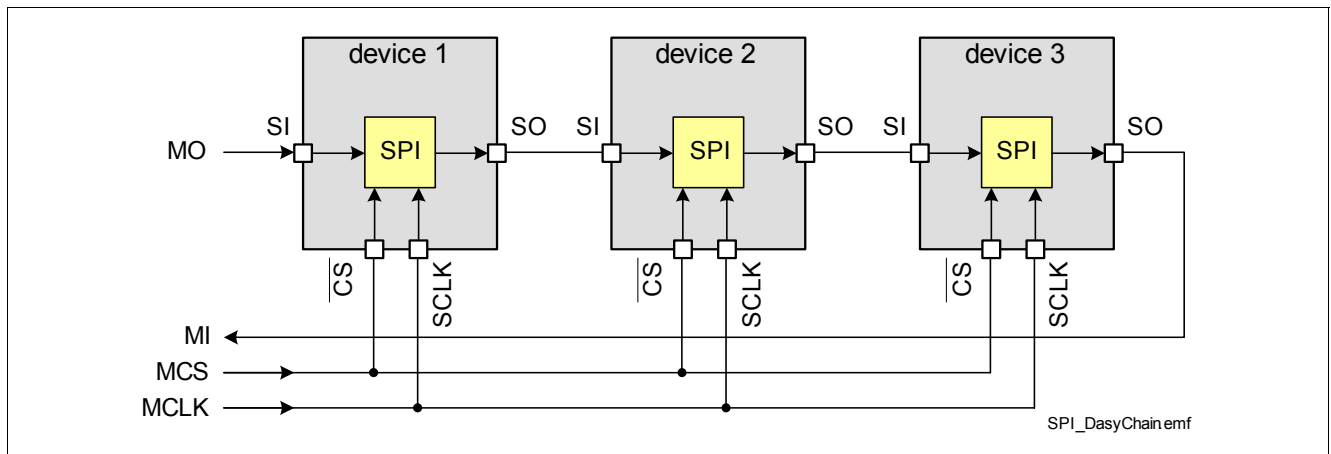 device 1 device 2 device 3
SI SO SI SO SI SO
MO SPI SPI SPI
CS SCLK CS SCLK CS SCLK
MI
MCS
MCLK
SPI_DasyChain.emf